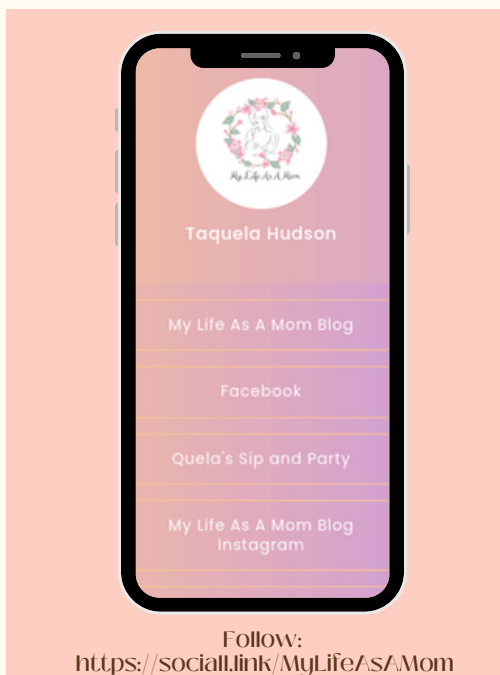 My Life As A Mom
Taquela Hudson
My Life As A Mom Blog
Facebook
Quela's Sip and Party
My Life As A Mom Blog
Instagram
Follow:
https://sociall.link/MyLifeAsAMom